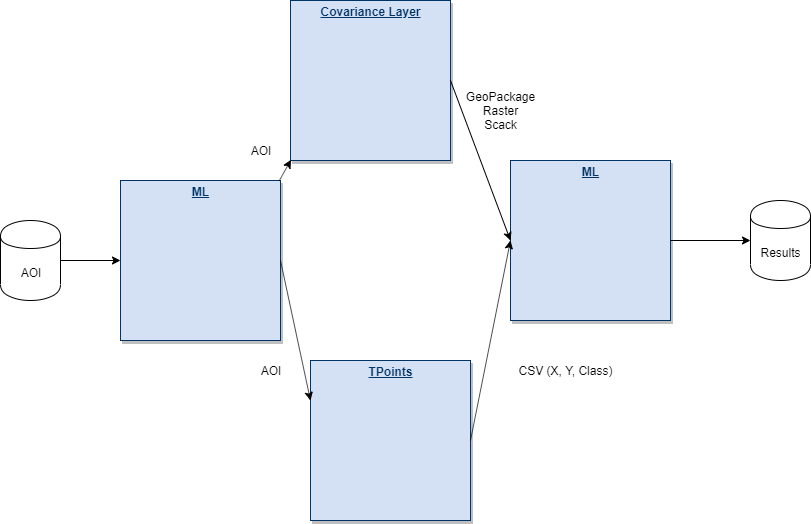 Covariance Layer
GeoPackage
Raster
Scack
AOI
ML
ML
AOI
Results
AOI
TPoints
CSV (X, Y, Class)